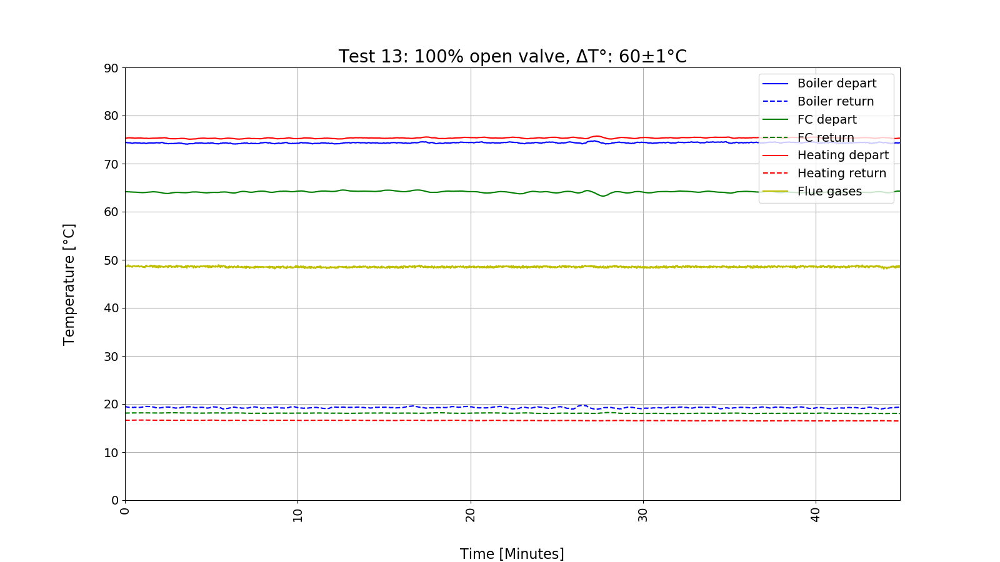 Test 13: 100% open valve, ΔT°: 60±1°C
90
80
70
60
50
40
30
20
10
0
Temperature [°C]
Boiler depart
Boiler return
FC depart
FC return
Heating depart
Heating return
Flue gases
0
10
20
30
40
Time [Minutes]